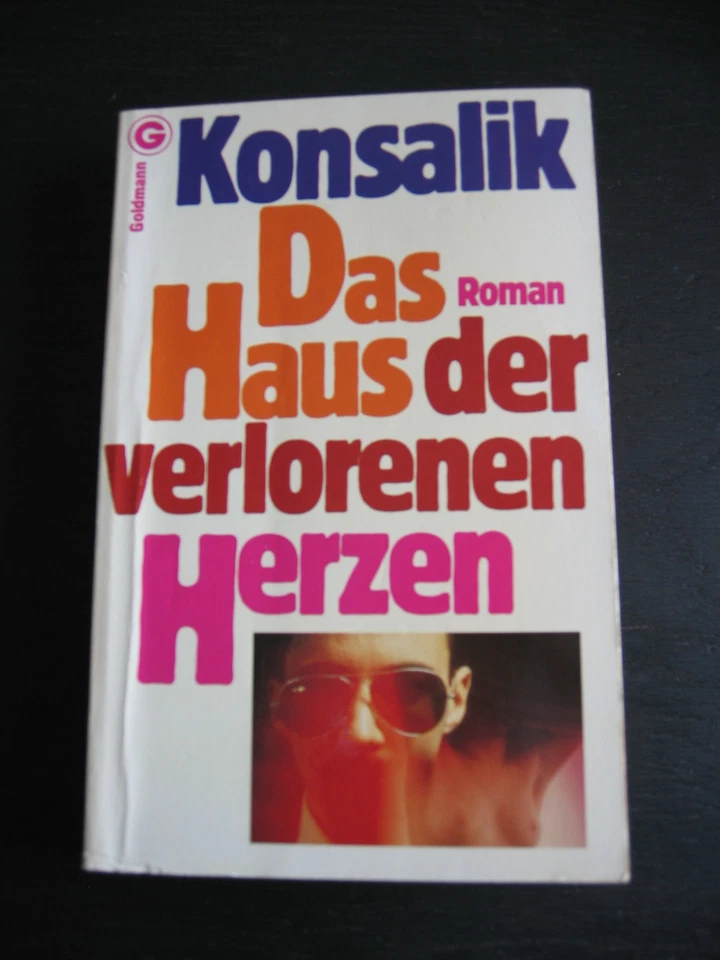 G
Goldmann
Konsalik
Das
Roman
Haus der
verlorenen
Herzen